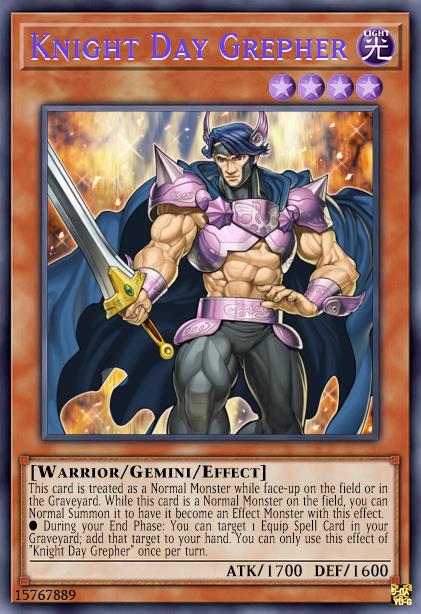 Knight Day Grepher
LIGHT
光
[Warrior/Gemini/Effect]
This card is treated as a Normal Monster while face-up on the field or in
the Graveyard. While this card is a Normal Monster on the field, you can
Normal Summon it to have it become an Effect Monster with this effect.
● During your End Phase: You can target 1 Equip Spell Card in your
Graveyard; add that target to your hand. You can only use this effect of
"Knight Day Grepher" once per turn.
ATK/1700 DEF/1600
15767889